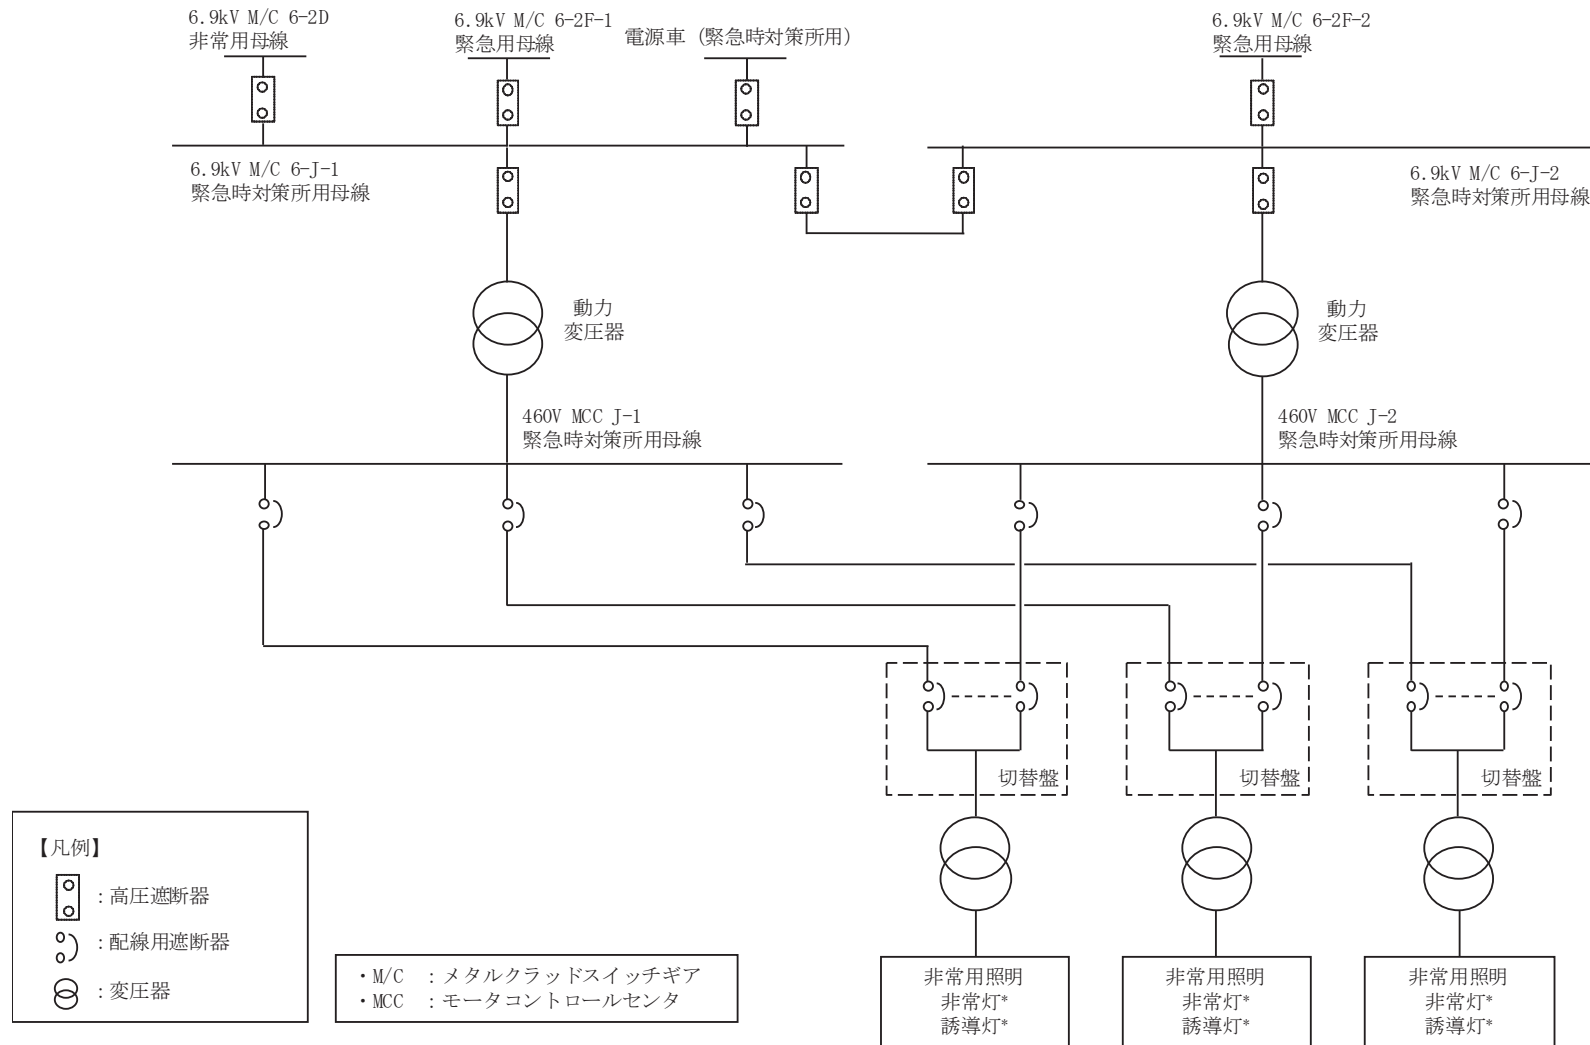 6.9kV M/C 6-2D
非常用母線
6.9kV M/C 6-2F-1
緊急用母線
電源車 (緊急時対策所用)
6.9kV M/C 6-2F-2
緊急用母線
6.9kV M/C 6-J-1
緊急時対策所用母線
6.9kV M/C 6-J-2
緊急時対策所用母線
動力
変圧器
動力
変圧器
460V MCC J-1
緊急時対策所用母線
460V MCC J-2
緊急時対策所用母線
切替盤
切替盤
切替盤
【凡例】
：高圧遮断器
：配線用遮断器
：変圧器
・M/C ：メタルクラッドスイッチギア
・MCC ：モータコントロールセンタ
非常用照明
非常灯*
誘導灯*
非常用照明
非常灯*
誘導灯*
非常用照明
非常灯*
誘導灯*